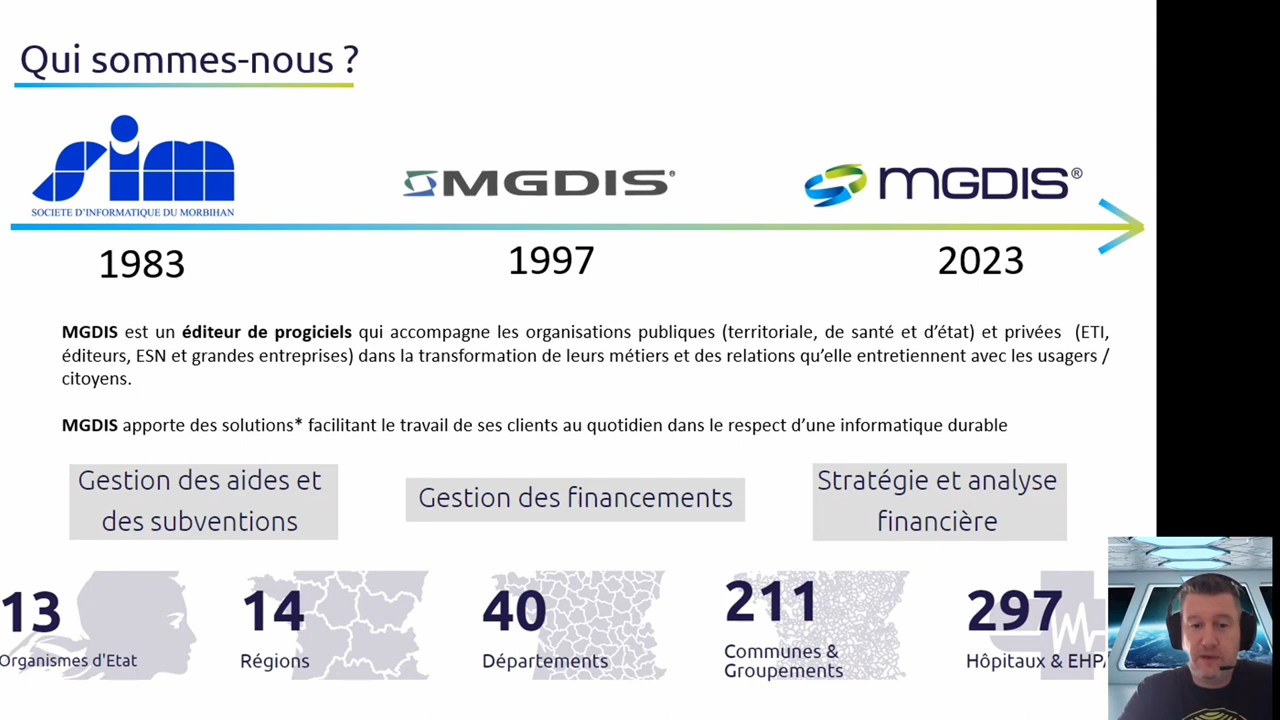 Qui sommes-nous ?
sim
SOCIETE D'INFORMATIQUE DU MORBIHAN
MGDIS®
MGDIS®
1983
1997
2023
MGDIS est un éditeur de progiciels qui accompagne les organisations publiques (territoriale, de santé et d'état) et privées (ETI,
éditeurs, ESN et grandes entreprises) dans la transformation de leurs métiers et des relations qu'elle entretiennent avec les usagers /
citoyens.
MGDIS apporte des solutions* facilitant le travail de ses clients au quotidien dans le respect d'une informatique durable
Gestion des aides et
des subventions
Gestion des financements
Stratégie et analyse
financière
13
Organismes d'Etat
14
Régions
40
Départements
211
Communes &
Groupements
297
Hôpitaux & EHP